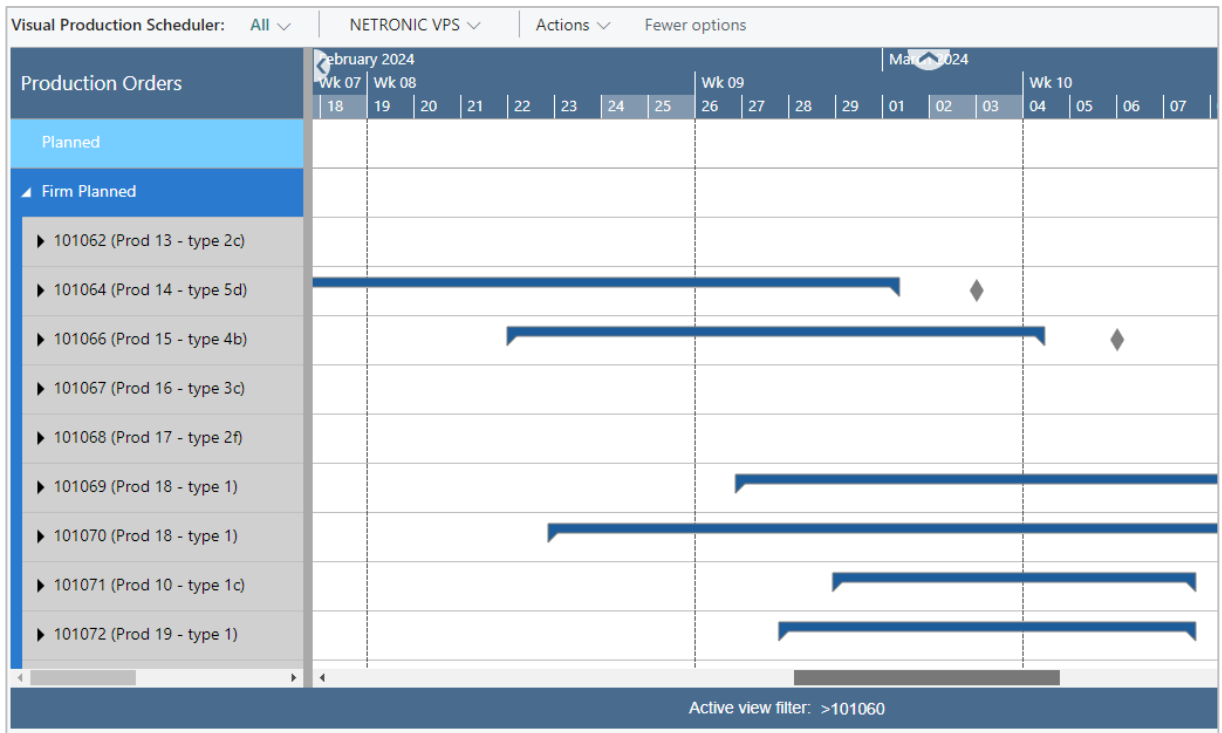 Visual Production Scheduler: All NETRONIC VPS Actions Fewer options
Production Orders
February 2024 March 2024
Wk 07 Wk 08 Wk 09 Wk 10
18 19 20 21 22 23 24 25 26 27 28 29 01 02 03 04 05 06 07
Planned
Firm Planned
101062 (Prod 13 - type 2c)
101064 (Prod 14 - type 5d)
101066 (Prod 15 - type 4b)
101067 (Prod 16 - type 3c)
101068 (Prod 17 - type 2f)
101069 (Prod 18 - type 1)
101070 (Prod 18 - type 1)
101071 (Prod 10 - type 1c)
101072 (Prod 19 - type 1)
Active view filter: >101060